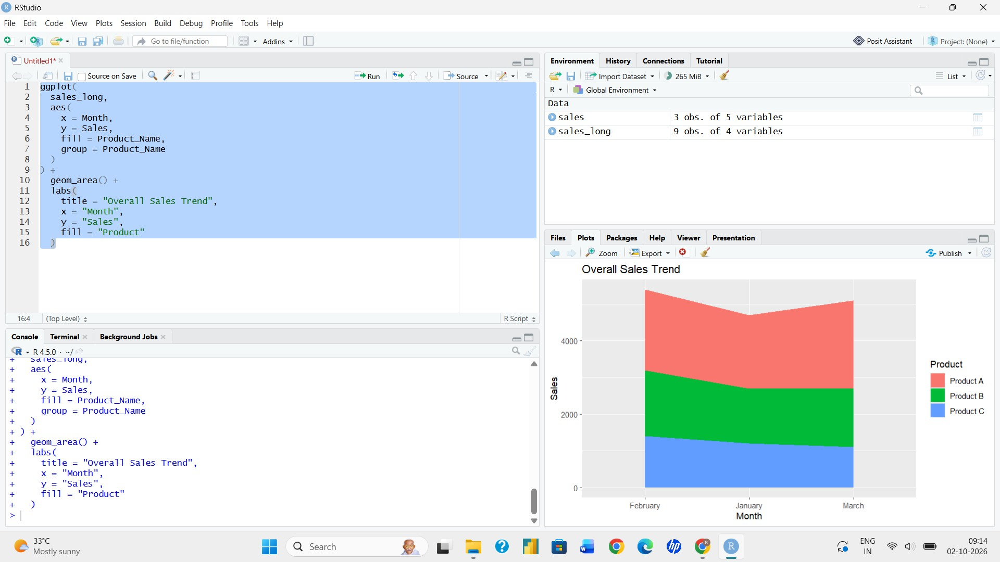 RStudio
File Edit Code View Plots Session Build Debug Profile Tools Help
Go to file/function Addins Posit Assistant Project: (None)
Untitled1*
Source on Save Run Source
1 ggplot(
2 sales_long,
3 aes(
4 x = Month,
5 y = Sales,
6 fill = Product_Name,
7 group = Product_Name
8 )
9 ) +
10 geom_area() +
11 labs(
12 title = "Overall Sales Trend",
13 x = "Month",
14 y = "Sales",
15 fill = "Product"
16 )
16:4 (Top Level) R Script
Console Terminal Background Jobs
R 4.5.0 · ~/
+ sales_long,
+ aes(
+ x = Month,
+ y = Sales,
+ fill = Product_Name,
+ group = Product_Name
+ )
+ ) +
+ geom_area() +
+ labs(
+ title = "Overall Sales Trend",
+ x = "Month",
+ y = "Sales",
+ fill = "Product"
+ )
>
Environment History Connections Tutorial
Import Dataset 265 MiB List
R Global Environment
Data
sales 3 obs. of 5 variables
sales_long 9 obs. of 4 variables
Files Plots Packages Help Viewer Presentation
Zoom Export Publish
Overall Sales Trend
4000
2000
0
Sales
February January March
Month
Product
Product A
Product B
Product C
33°C
Mostly sunny
Search
ENG
IN
09:14
02-10-2026